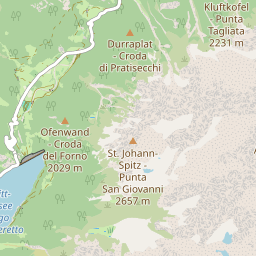 Kluftkofel
- Punta
Tagliata
2231 m
Durraplat
- Croda
di Pratisecchi
Ofenwand
- Croda
del Forno
2029 m
St. Johann-
Spitz -
Punta
San Giovanni
2657 m